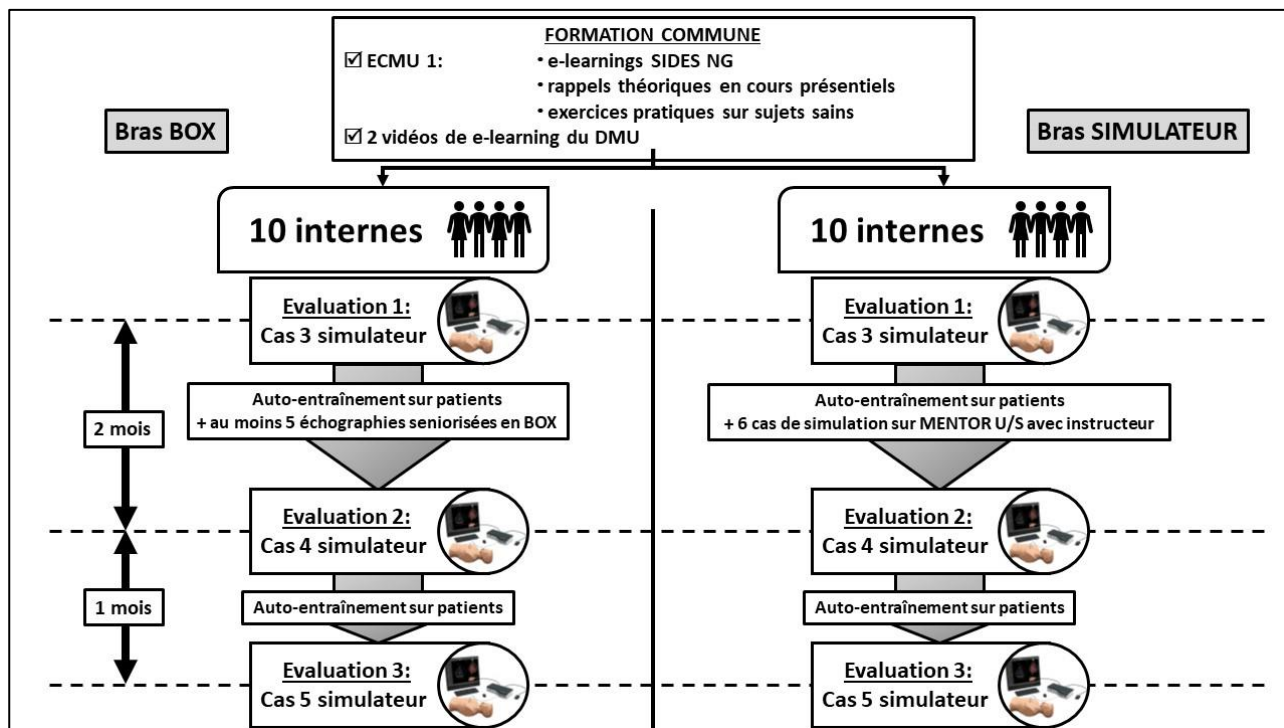 FORMATION COMMUNE
☑ ECMU 1:
• e-learnings SIDES NG
• rappels théoriques en cours présentiels
• exercices pratiques sur sujets sains
☑ 2 vidéos de e-learning du DMU
Bras BOX
Bras SIMULATEUR
10 internes
10 internes
Evaluation 1:
Cas 3 simulateur
Evaluation 1:
Cas 3 simulateur
2 mois
Auto-entraînement sur patients
+ au moins 5 échographies seniorisées en BOX
Auto-entraînement sur patients
+ 6 cas de simulation sur MENTOR U/S avec instructeur
Evaluation 2:
Cas 4 simulateur
Evaluation 2:
Cas 4 simulateur
1 mois
Auto-entraînement sur patients
Auto-entraînement sur patients
Evaluation 3:
Cas 5 simulateur
Evaluation 3:
Cas 5 simulateur